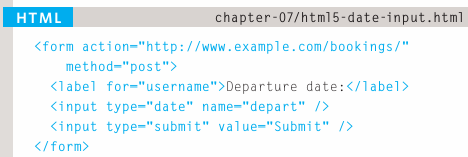 HTML chapter-07/html5-date-input.html
<form action="http://www.example.com/bookings/"
method="post">
<label for="username">Departure date:</label>
<input type="date" name="depart" />
<input type="submit" value="Submit" />
</form>